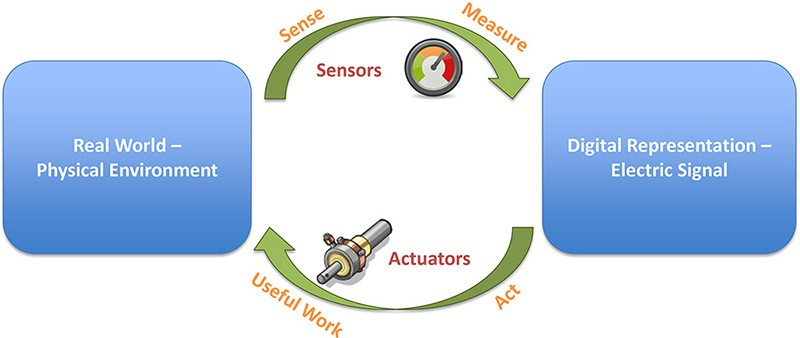 Sense
Measure
Sensors
Real World –
Physical Environment
Digital Representation –
Electric Signal
Actuators
Useful Work
Act